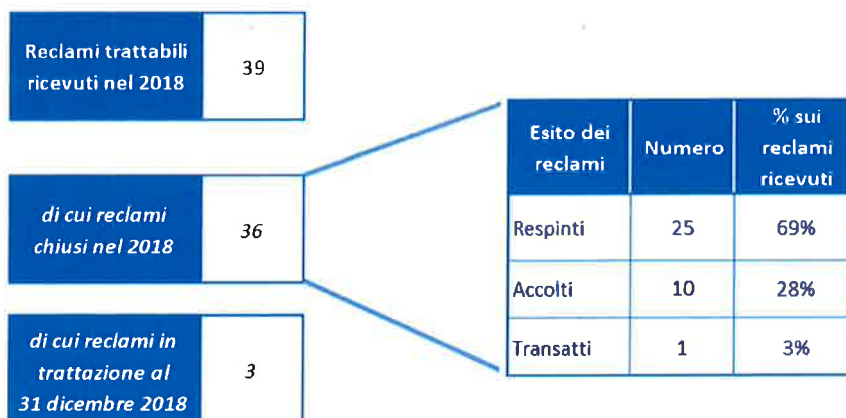 Reclami trattabili
ricevuti nel 2018
39
di cui reclami
chiusi nel 2018
36
di cui reclami in
trattazione al
31 dicembre 2018
3
Esito dei
reclami
Numero
% sui
reclami
ricevuti
Respinti
25
69%
Accolti
10
28%
Transatti
1
3%